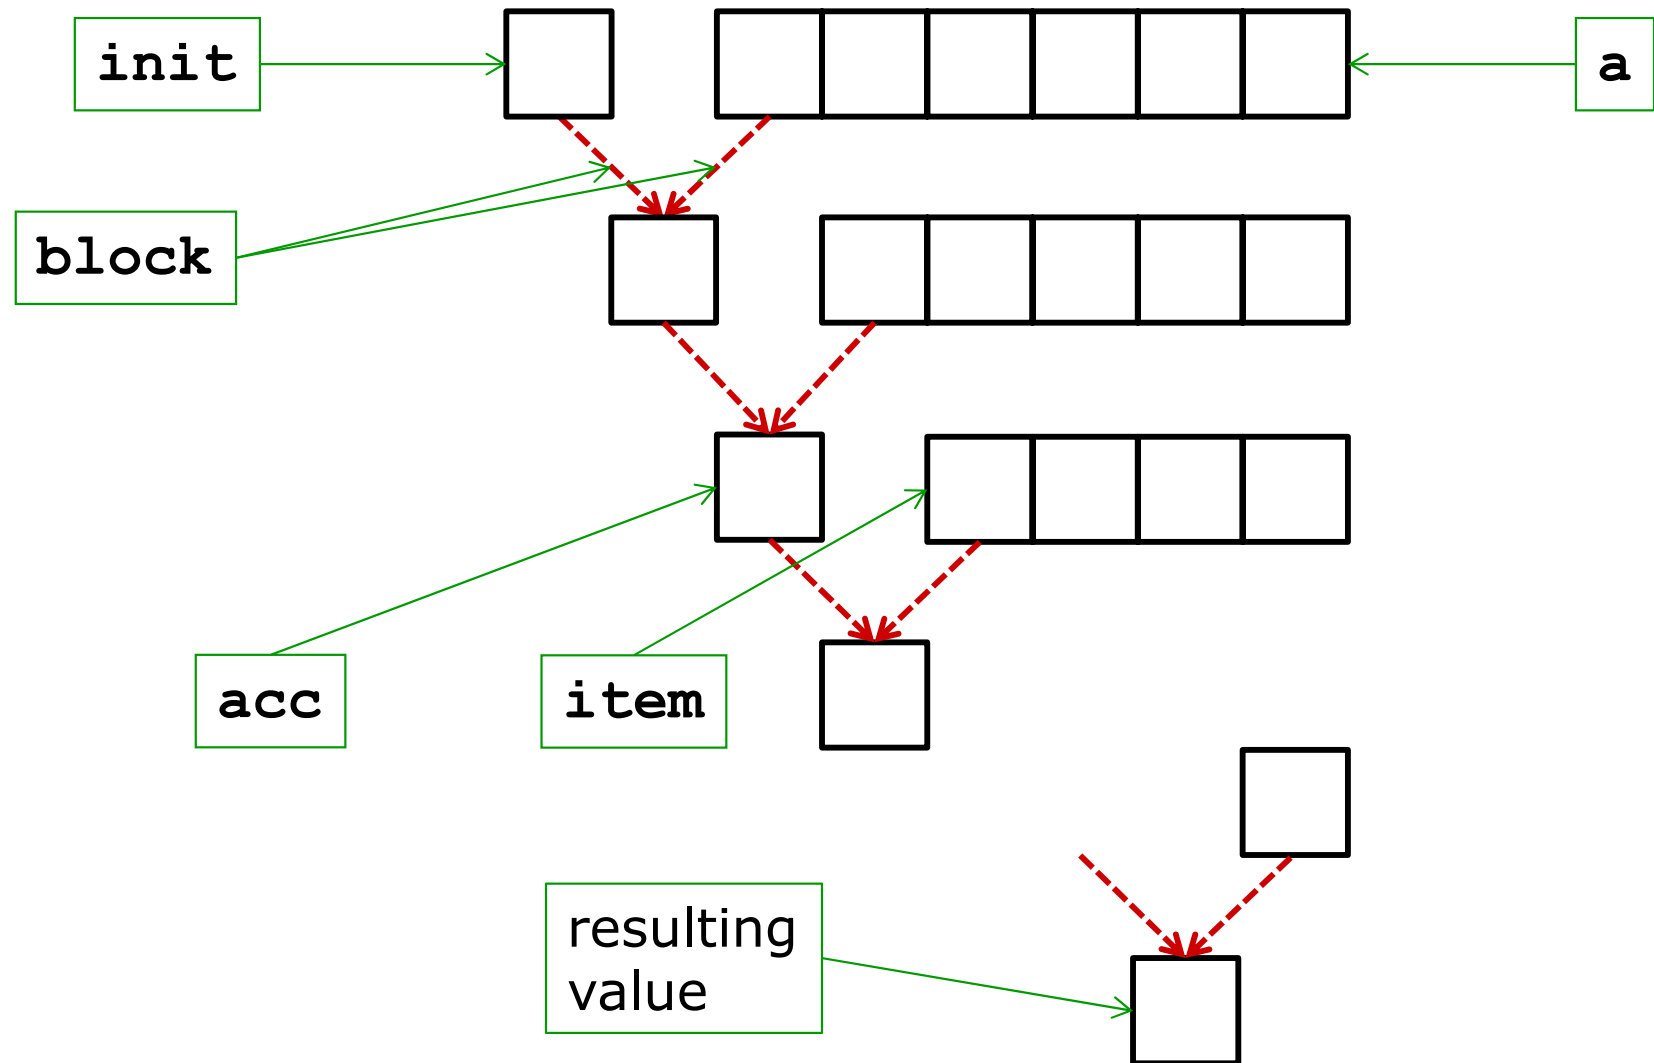 init
a
block
acc
item
resulting
value